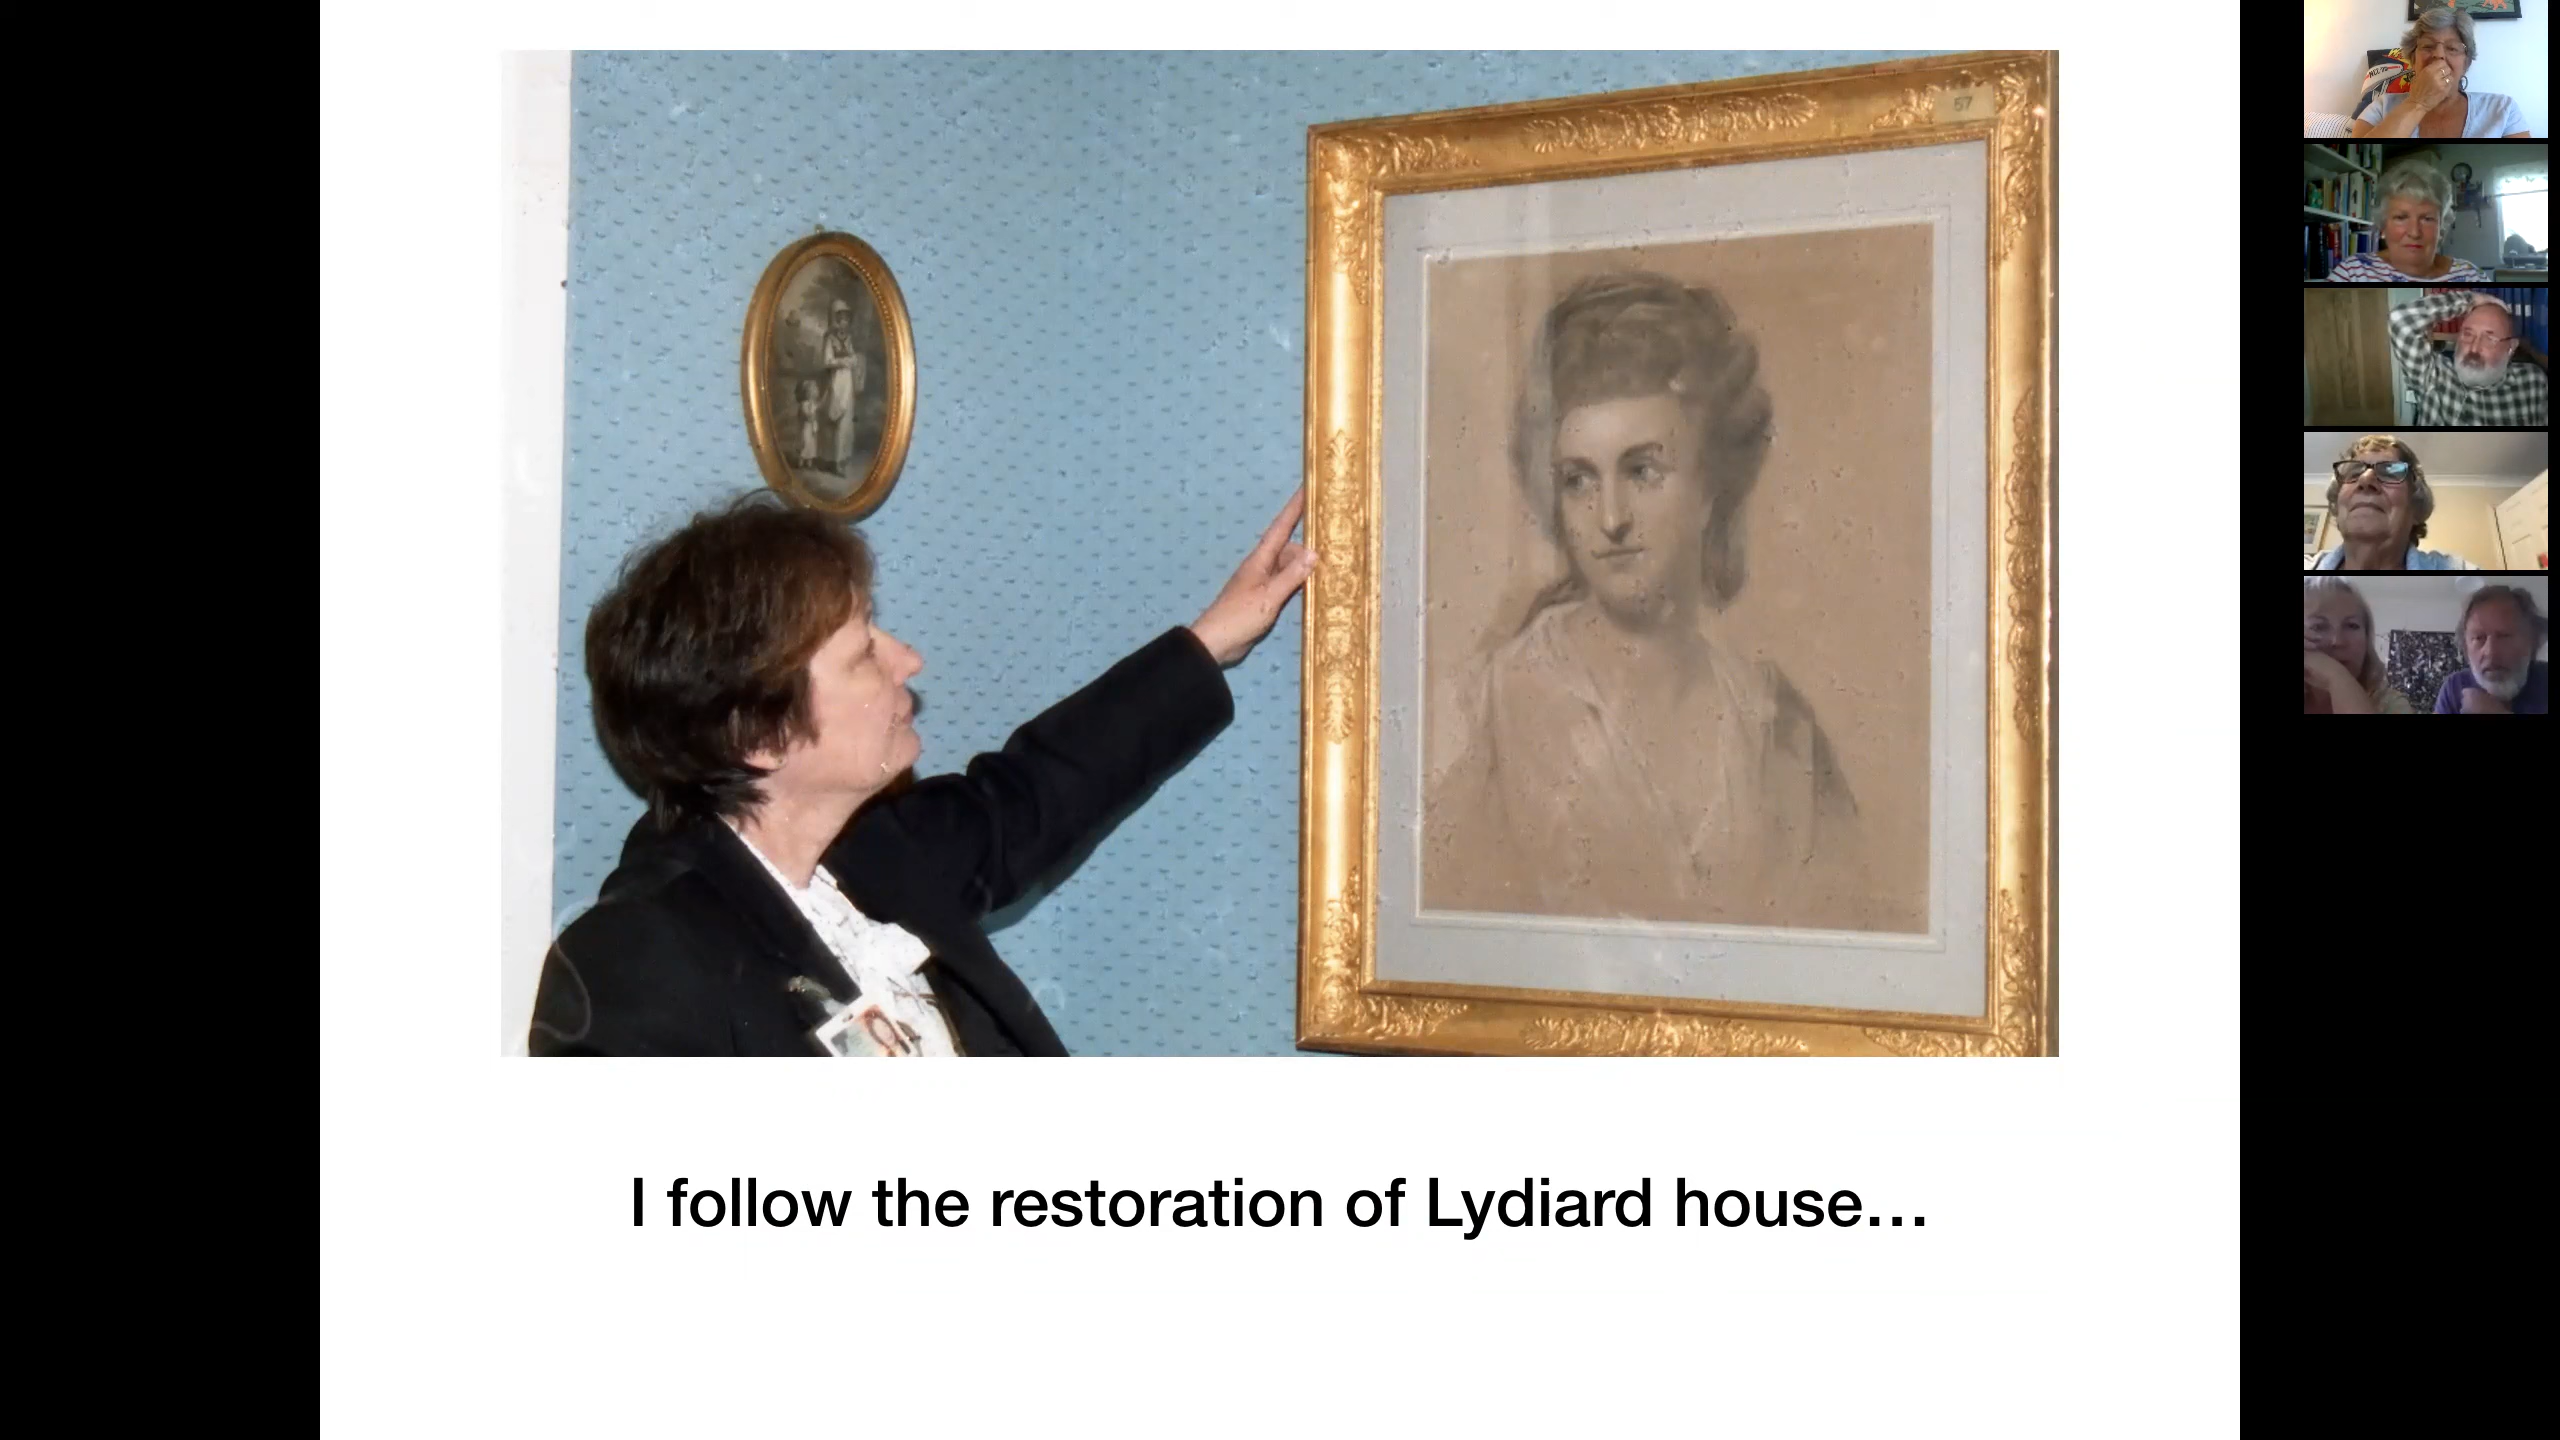 57
I follow the restoration of Lydiard house...